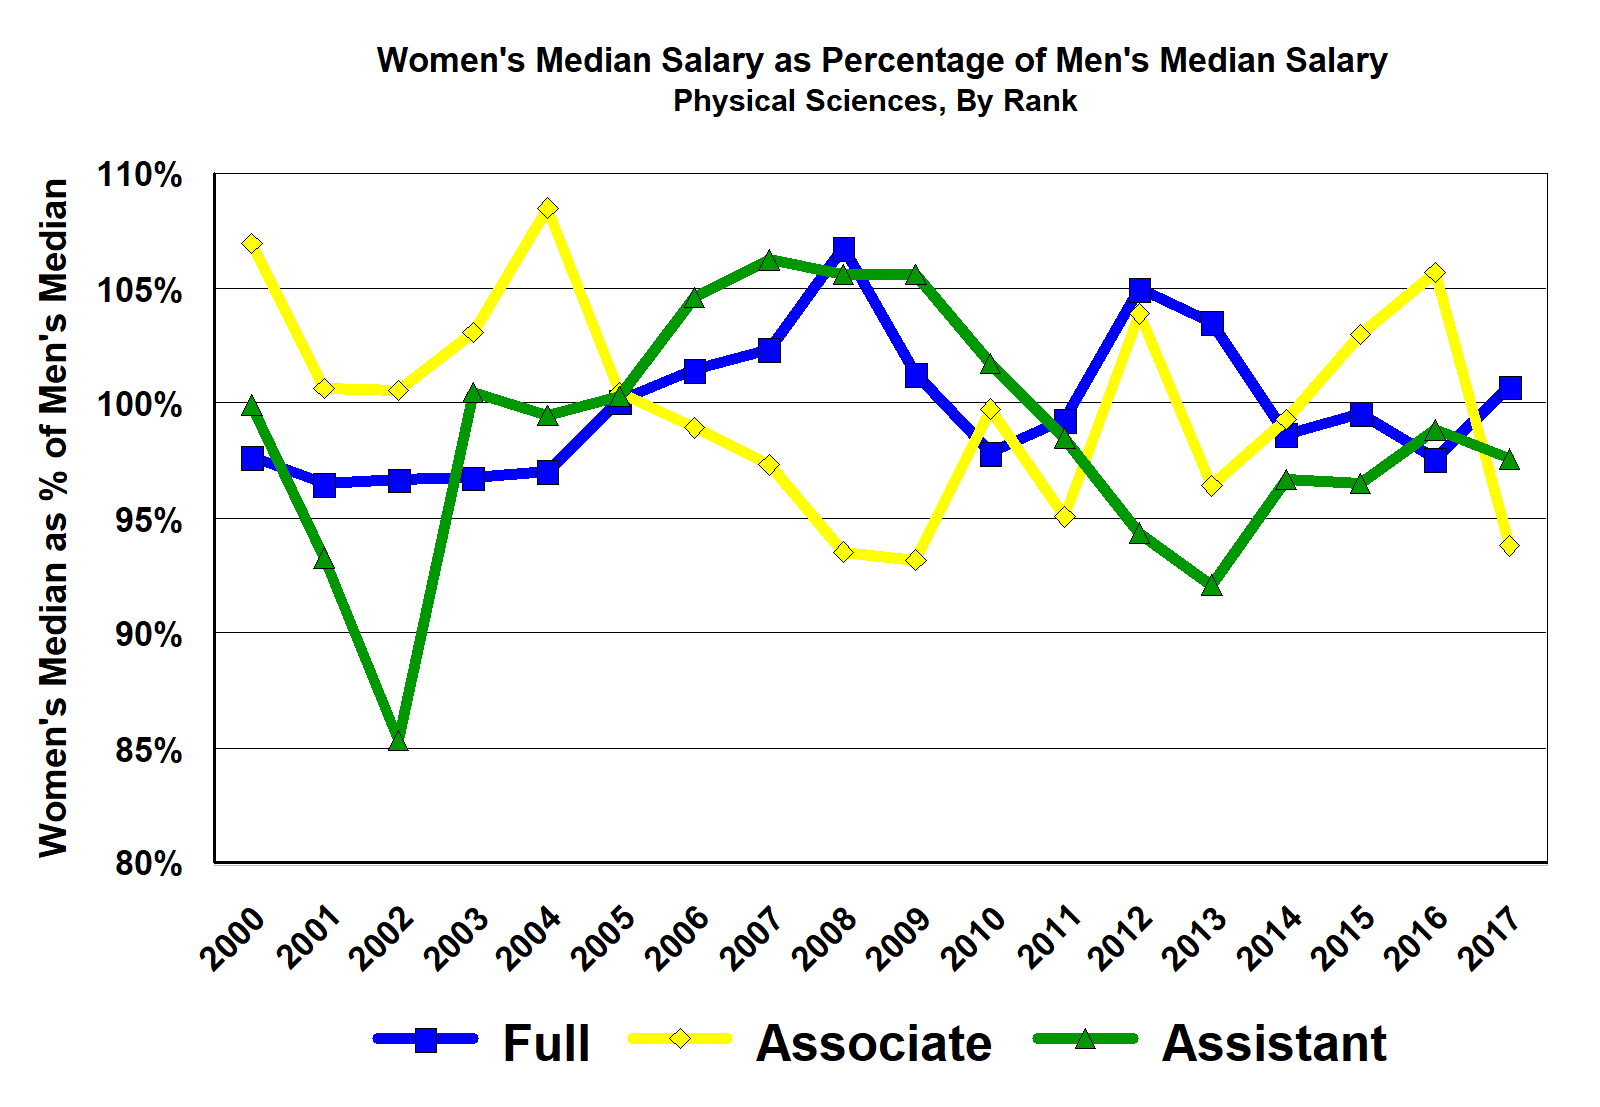 Women's Median Salary as Percentage of Men's Median Salary
Physical Sciences, By Rank
Women's Median as % of Men's Median
110%
105%
100%
95%
90%
85%
80%
2000 2001 2002 2003 2004 2005 2006 2007 2008 2009 2010 2011 2012 2013 2014 2015 2016 2017
Full Associate Assistant